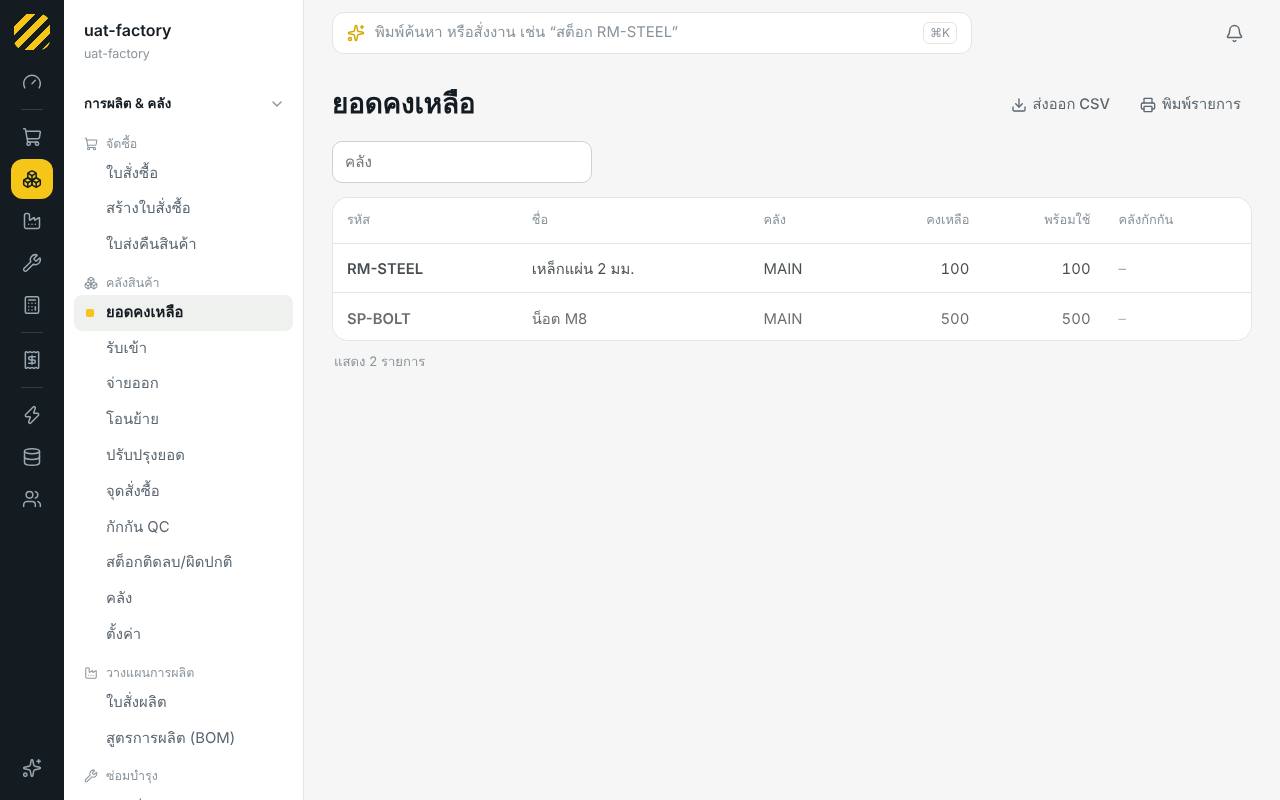 uat-factory
uat-factory
การผลิต & คลัง
จัดซื้อ
ใบสั่งซื้อ
สร้างใบสั่งซื้อ
ใบส่งคืนสินค้า
คลังสินค้า
ยอดคงเหลือ
รับเข้า
จ่ายออก
โอนย้าย
ปรับปรุงยอด
จุดสั่งซื้อ
กักกัน QC
สต็อกติดลบ/ผิดปกติ
คลัง
ตั้งค่า
วางแผนการผลิต
ใบสั่งผลิต
สูตรการผลิต (BOM)
ซ่อมบำรุง
พิมพ์ค้นหา หรือสั่งงาน เช่น “สต็อก RM-STEEL” ⌘K
ยอดคงเหลือ
ส่งออก CSV พิมพ์รายการ
คลัง
รหัส ชื่อ คลัง คงเหลือ พร้อมใช้ คลังกักกัน
RM-STEEL เหล็กแผ่น 2 มม. MAIN 100 100 –
SP-BOLT น็อต M8 MAIN 500 500 –
แสดง 2 รายการ